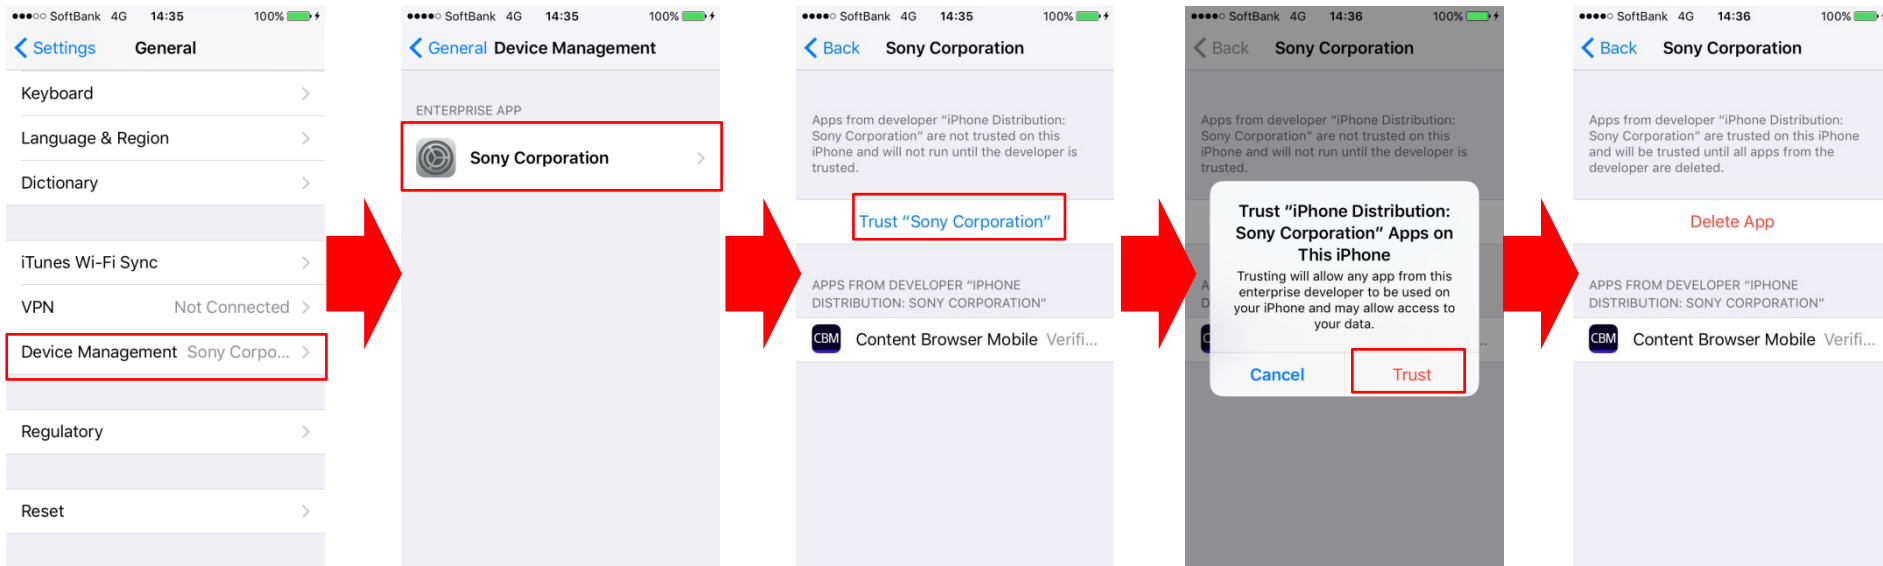 SoftBank 4G 14:35 100%
Settings General
Keyboard
Language & Region
Dictionary
iTunes Wi-Fi Sync
VPN Not Connected
Device Management Sony Corpo...
Regulatory
Reset
SoftBank 4G 14:35 100%
General Device Management
ENTERPRISE APP
Sony Corporation
SoftBank 4G 14:35 100%
Back Sony Corporation
Apps from developer “iPhone Distribution:
Sony Corporation” are not trusted on this
iPhone and will not run until the developer is
trusted.
Trust “Sony Corporation”
APPS FROM DEVELOPER “IPHONE
DISTRIBUTION: SONY CORPORATION”
CBM Content Browser Mobile Verifi...
SoftBank 4G 14:36 100%
Back Sony Corporation
Apps from developer “iPhone Distribution:
Sony Corporation” are not trusted on this
iPhone and will not run until the developer is
trusted.
Trust “iPhone Distribution:
Sony Corporation” Apps on
This iPhone
Trusting will allow any app from this
enterprise developer to be used on
your iPhone and may allow access to
your data.
Cancel Trust
SoftBank 4G 14:36 100%
Back Sony Corporation
Apps from developer “iPhone Distribution:
Sony Corporation” are trusted on this iPhone
and will be trusted until all apps from the
developer are deleted.
Delete App
APPS FROM DEVELOPER “IPHONE
DISTRIBUTION: SONY CORPORATION”
CBM Content Browser Mobile Verifi...